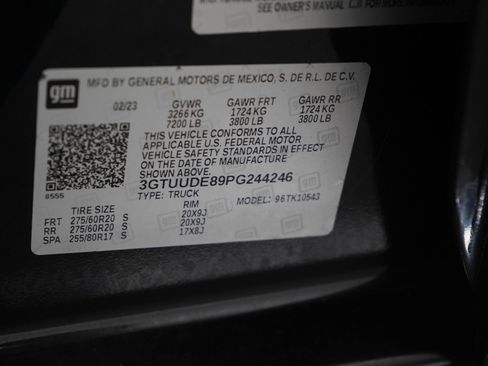 SEE OWNER'S MANUAL
gm
MFD BY GENERAL MOTORS DE MEXICO, S. DE R.L. DE C.V.
02/23 GVWR GAWR FRT GAWR RR
3266 KG 1724 KG 1724 KG
7200 LB 3800 LB 3800 LB
THIS VEHICLE CONFORMS TO ALL
APPLICABLE U.S. FEDERAL MOTOR
VEHICLE SAFETY STANDARDS IN EFFECT
ON THE DATE OF MANUFACTURE
SHOWN ABOVE.
3GTUUDE89PG244246
8555 TYPE: TRUCK MODEL: 96TK10543
TIRE SIZE RIM
FRT 275/60R20 S 20X9J
RR 275/60R20 S 20X9J
SPA 255/80R17 S 17X8J